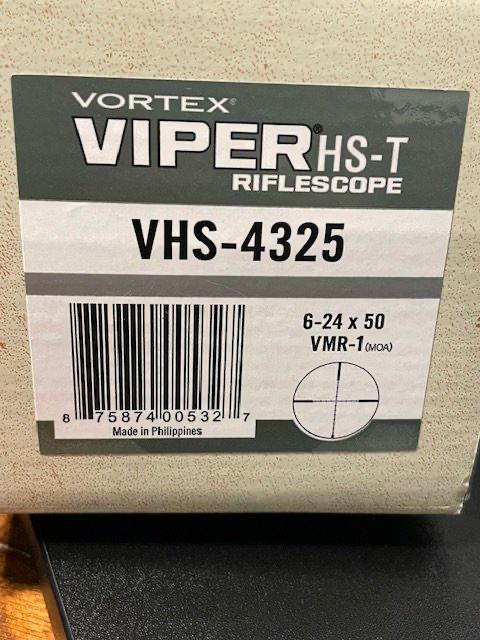 VORTEX®
VIPER® HS-T
RIFLESCOPE
VHS-4325
6-24 x 50
VMR-1 (MOA)
8 75874 00532 7
Made in Philippines